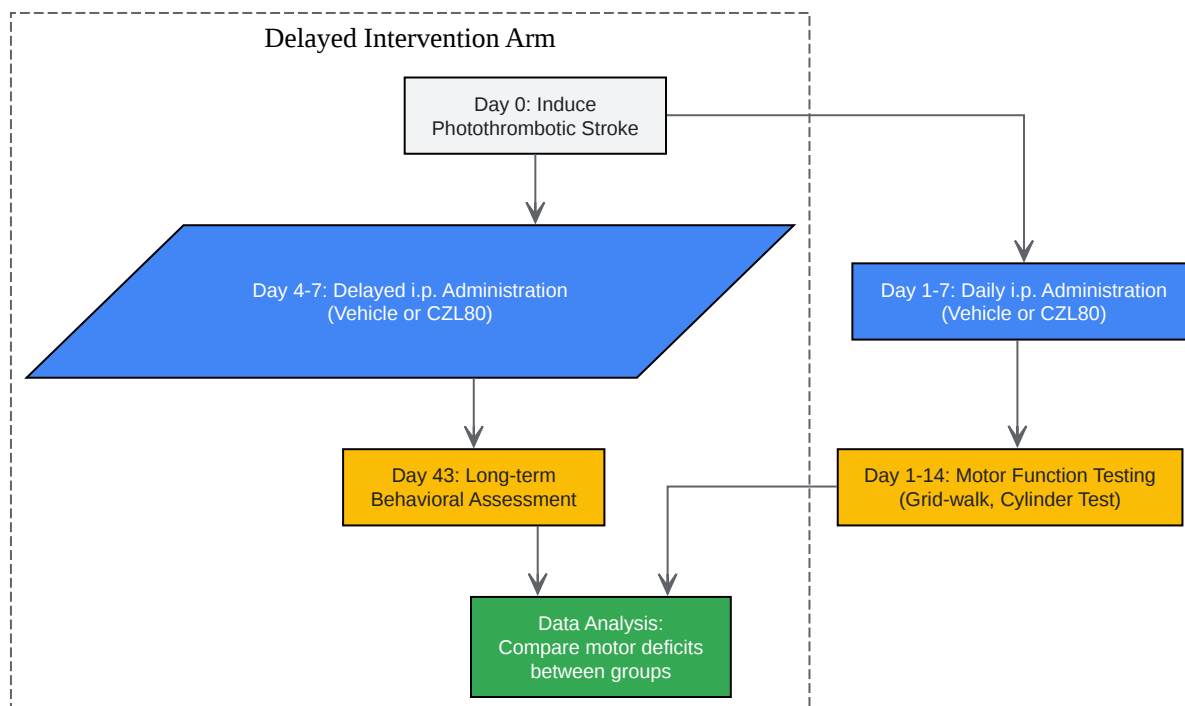 Delayed Intervention Arm
Day 0: Induce
Photothrombotic Stroke
Day 4-7: Delayed i.p. Administration
(Vehicle or CZL80)
Day 1-7: Daily i.p. Administration
(Vehicle or CZL80)
Day 43: Long-term
Behavioral Assessment
Day 1-14: Motor Function Testing
(Grid-walk, Cylinder Test)
Data Analysis:
Compare motor deficits
between groups